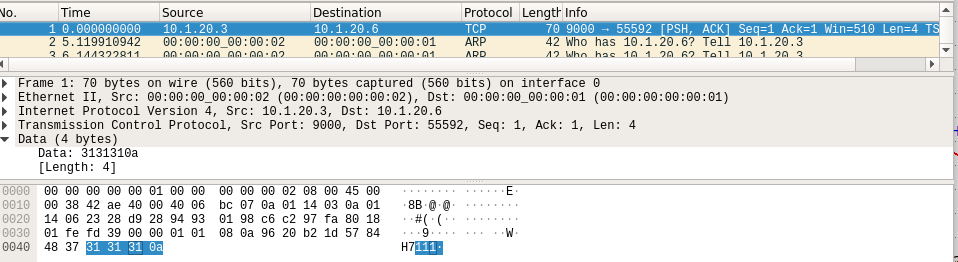 No. Time Source Destination Protocol Length Info
1 0.000000000 10.1.20.3 10.1.20.6 TCP 70 9000 → 55592 [PSH, ACK] Seq=1 Ack=1 Win=510 Len=4 TS
2 5.119910942 00:00:00_00:00:02 00:00:00_00:00:01 ARP 42 Who has 10.1.20.6? Tell 10.1.20.3
3 6.144322811 00:00:00_00:00:02 00:00:00_00:00:01 ARP 42 Who has 10.1.20.6? Tell 10.1.20.3
Frame 1: 70 bytes on wire (560 bits), 70 bytes captured (560 bits) on interface 0
Ethernet II, Src: 00:00:00_00:00:02 (00:00:00:00:00:02), Dst: 00:00:00_00:00:01 (00:00:00:00:00:01)
Internet Protocol Version 4, Src: 10.1.20.3, Dst: 10.1.20.6
Transmission Control Protocol, Src Port: 9000, Dst Port: 55592, Seq: 1, Ack: 1, Len: 4
Data (4 bytes)
Data: 3131310a
[Length: 4]
0000 00 00 00 00 00 01 00 00 00 00 00 02 08 00 45 00 ········ ······E·
0010 00 38 42 ae 40 00 40 06 bc 07 0a 01 14 03 0a 01 ·8B·@·@· ········
0020 14 06 23 28 d9 28 94 93 01 98 c6 c2 97 fa 80 18 ··#(·(·· ········
0030 01 fe fd 39 00 00 01 01 08 0a 96 20 b2 1d 57 84 ···9···· ··· ··W·
0040 48 37 31 31 31 0a H7111·